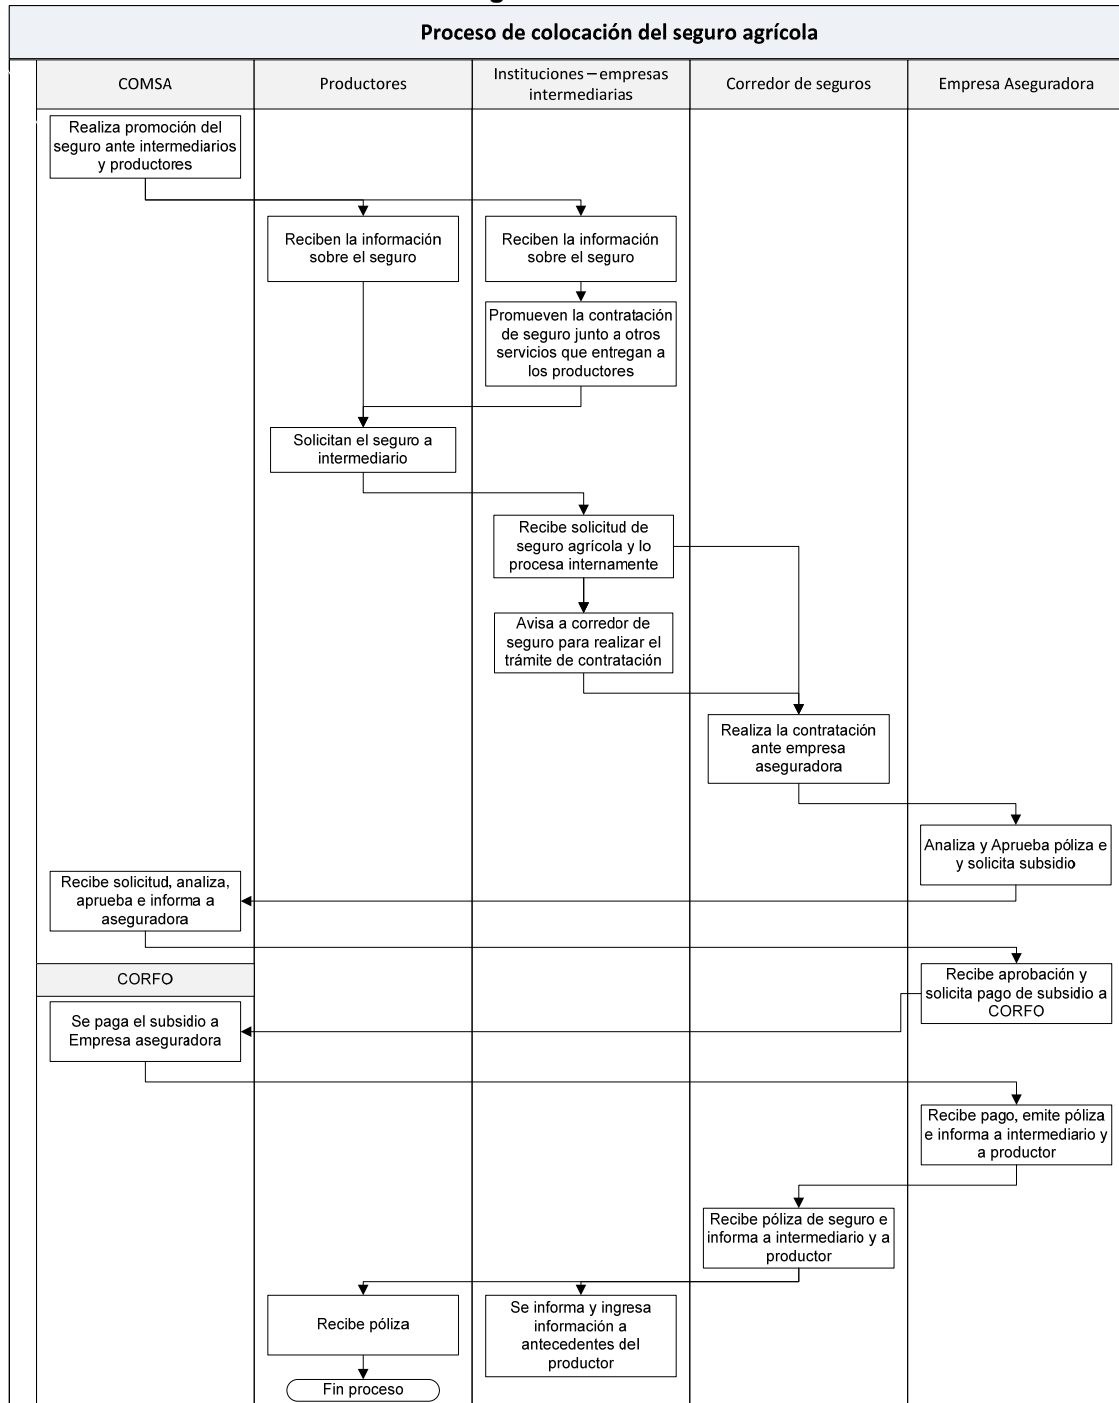 Proceso de colocación del seguro agrícola
COMSA
Productores
Instituciones – empresas
intermediarias
Corredor de seguros
Empresa Aseguradora
Realiza promoción del
seguro ante intermediarios
y productores
Reciben la información
sobre el seguro
Reciben la información
sobre el seguro
Promueven la contratación
de seguro junto a otros
servicios que entregan a
los productores
Solicitan el seguro a
intermediario
Recibe solicitud de
seguro agrícola y lo
procesa internamente
Avisa a corredor de
seguro para realizar el
trámite de contratación
Realiza la contratación
ante empresa
aseguradora
Analiza y Aprueba póliza e
y solicita subsidio
Recibe solicitud, analiza,
aprueba e informa a
aseguradora
CORFO
Recibe aprobación y
solicita pago de subsidio a
CORFO
Se paga el subsidio a
Empresa aseguradora
Recibe pago, emite póliza
e informa a intermediario y
a productor
Recibe póliza de seguro e
informa a intermediario y a
productor
Recibe póliza
Se informa y ingresa
información a
antecedentes del
productor
Fin proceso